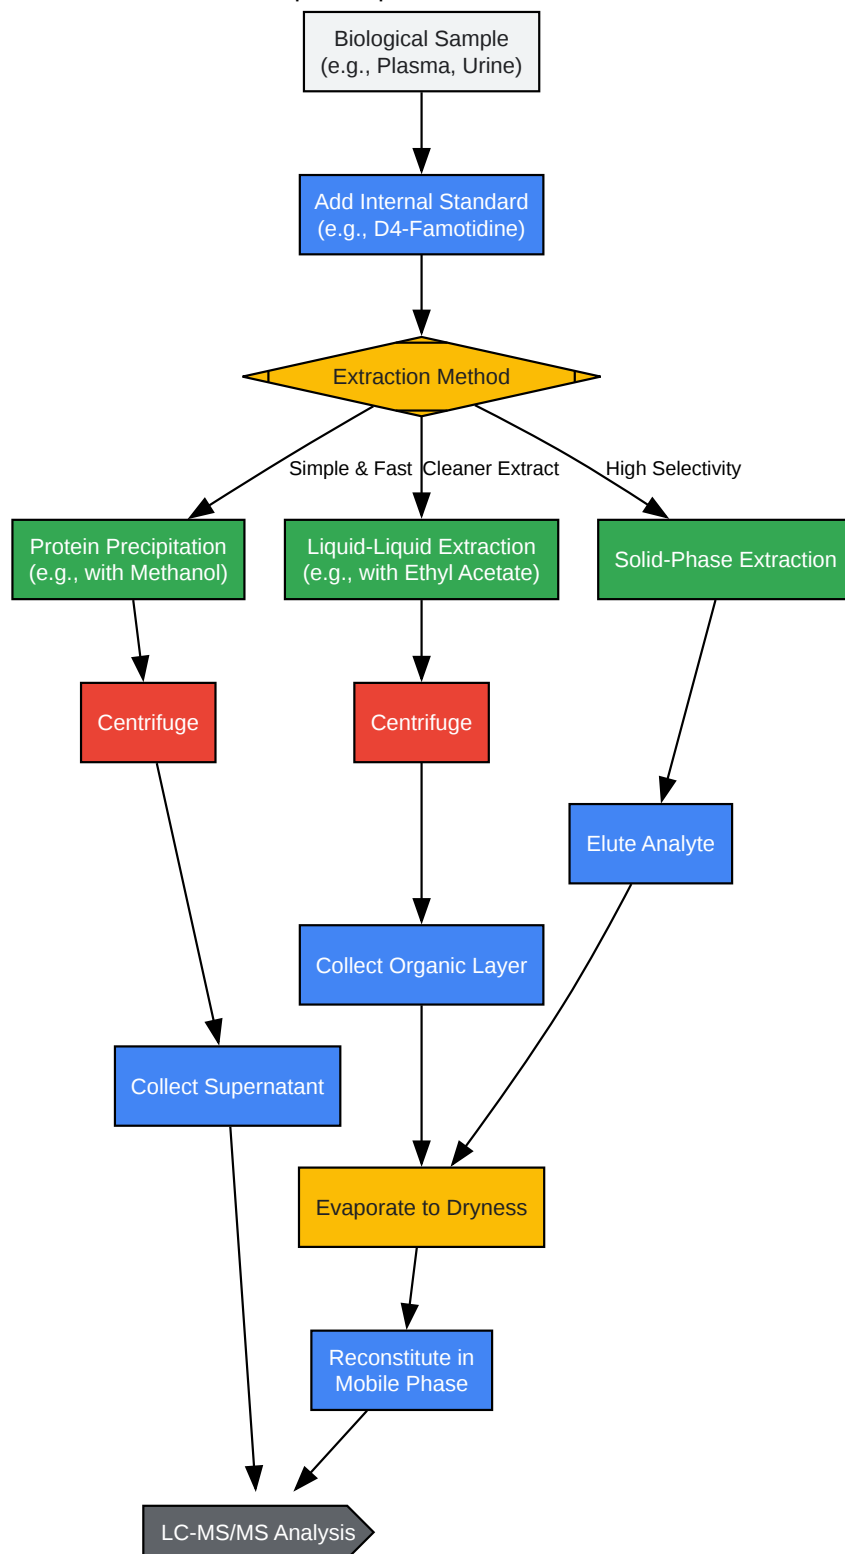 Biological Sample
(e.g., Plasma, Urine)
Add Internal Standard
(e.g., D4-Famotidine)
Extraction Method
Simple & Fast
Cleaner Extract
High Selectivity
Protein Precipitation
(e.g., with Methanol)
Liquid-Liquid Extraction
(e.g., with Ethyl Acetate)
Solid-Phase Extraction
Centrifuge
Centrifuge
Elute Analyte
Collect Organic Layer
Collect Supernatant
Evaporate to Dryness
Reconstitute in
Mobile Phase
LC-MS/MS Analysis